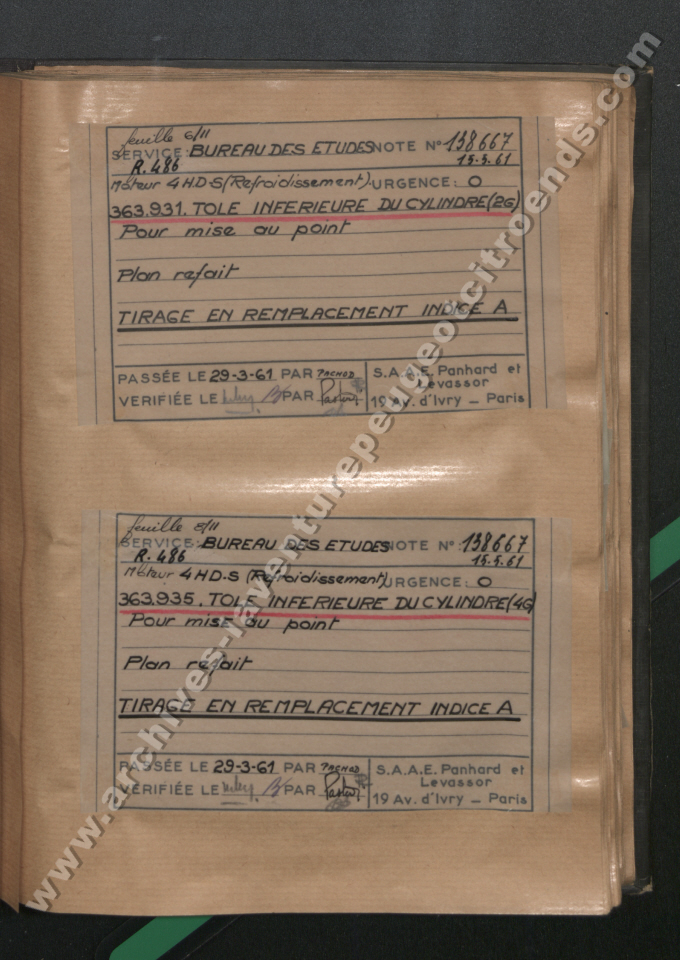 feuille 6/11
SERVICE: BUREAU DES ETUDES NOTE N° 138667
R. 486 15.5.61
Moteur 4 HD-S (Refroidissement) URGENCE: O
363.931. TOLE INFERIEURE DU CYLINDRE (2G)
Pour mise au point
Plan refait
TIRAGE EN REMPLACEMENT INDICE A
PASSÉE LE 29-3-61 PAR PACHOD
VERIFIÉE LE PAR
S.A.A.E. Panhard et
Levassor
19 Av. d'Ivry _ Paris
feuille 8/11
SERVICE: BUREAU DES ETUDES NOTE N° 138667
R. 486 15.5.61
Moteur 4 HD-S (Refroidissement) URGENCE: O
363.935. TOLE INFERIEURE DU CYLINDRE (4G)
Pour mise au point
Plan refait
TIRAGE EN REMPLACEMENT INDICE A
PASSÉE LE 29-3-61 PAR PACHOD
VÉRIFIÉE LE PAR
S.A.A.E. Panhard et
Levassor
19 Av. d'Ivry _ Paris
www.archives-laventurepeugeotcitroends.com